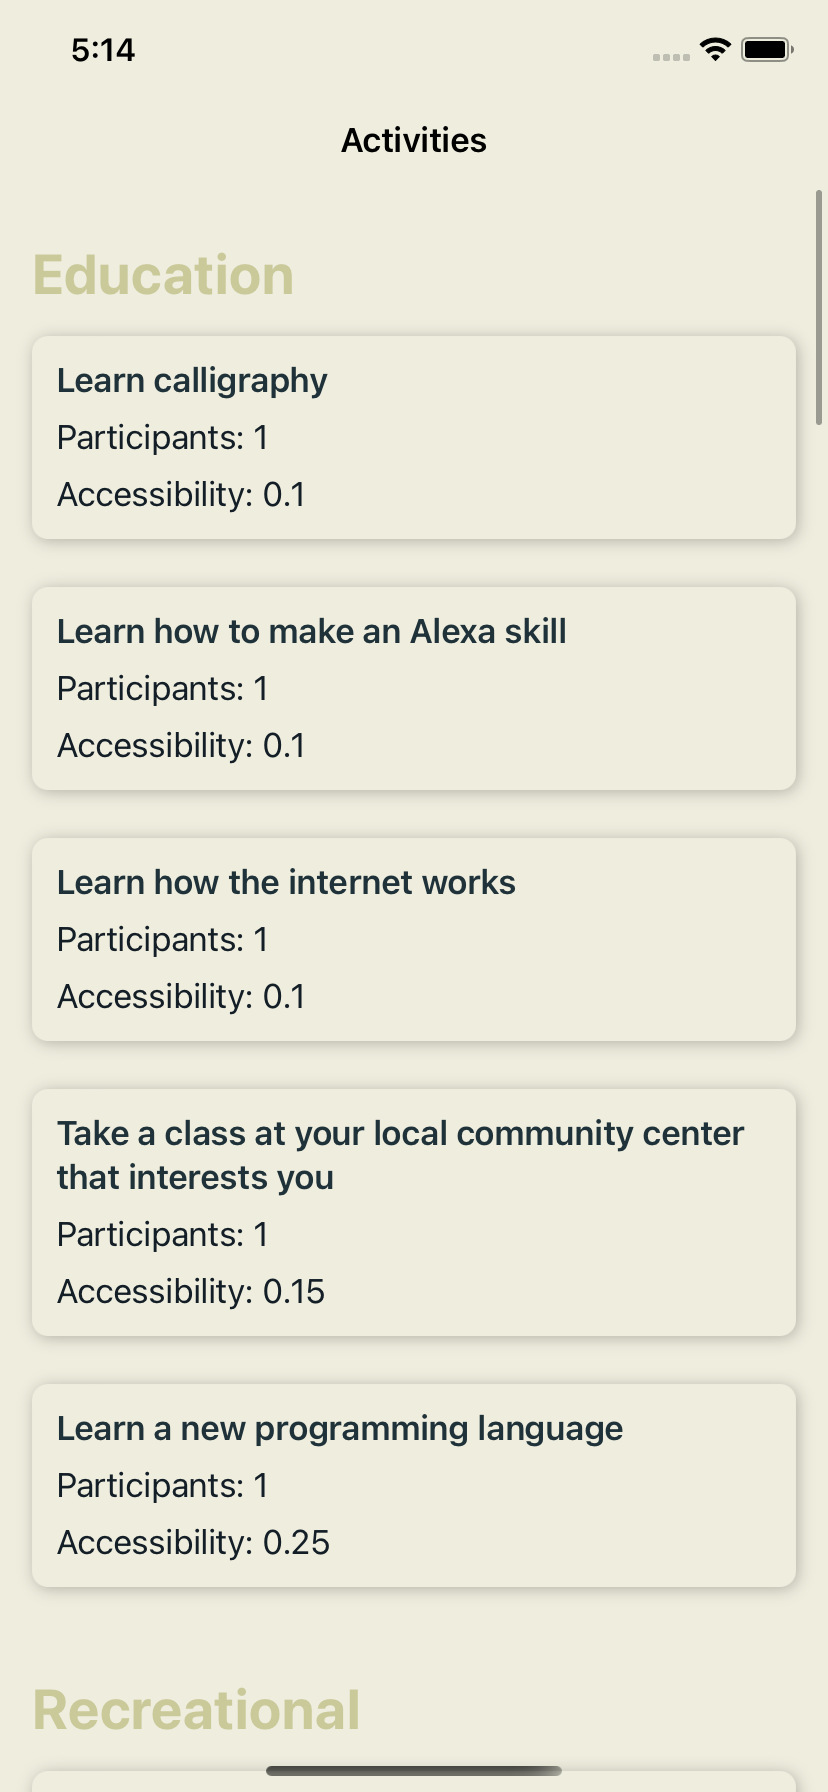 5:14
Activities
Education
Learn calligraphy
Participants: 1
Accessibility: 0.1
Learn how to make an Alexa skill
Participants: 1
Accessibility: 0.1
Learn how the internet works
Participants: 1
Accessibility: 0.1
Take a class at your local community center
that interests you
Participants: 1
Accessibility: 0.15
Learn a new programming language
Participants: 1
Accessibility: 0.25
Recreational